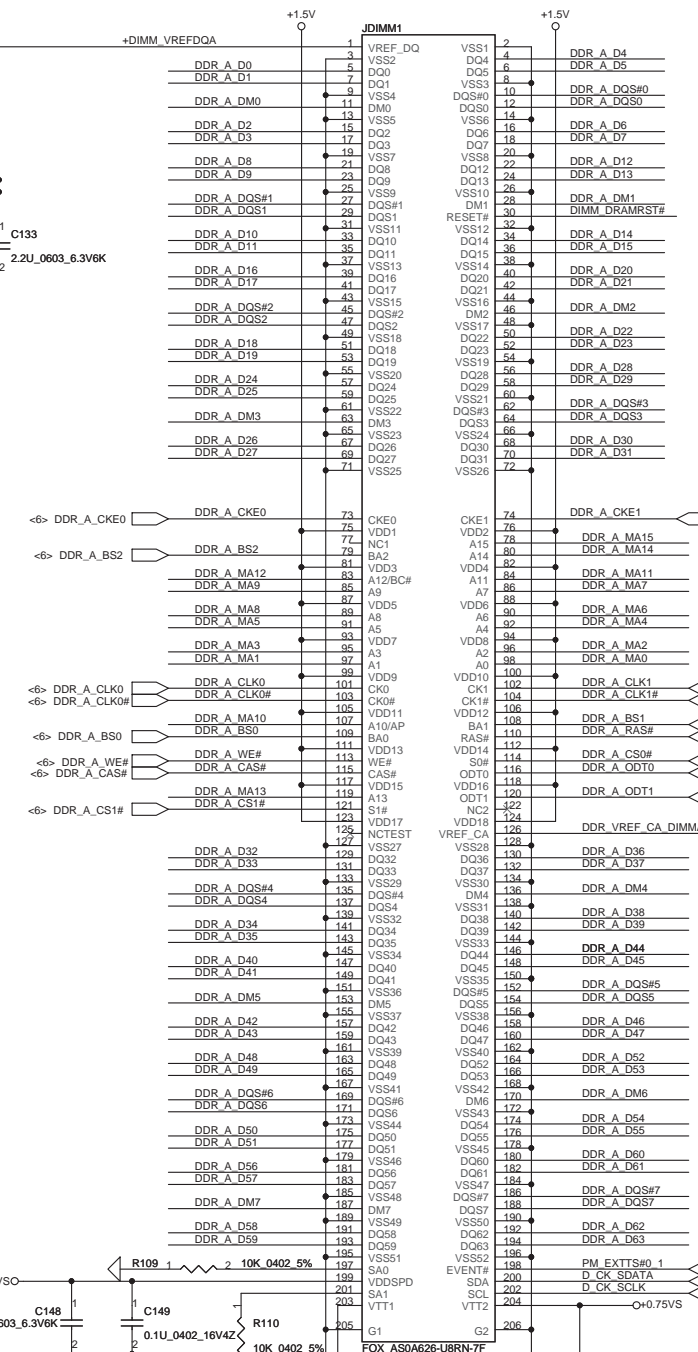 +1.5V +1.5V
JDIMM1
+DIMM_VREFDQA 1 VREF_DQ VSS1 2
3 VSS2 DQ4 4 DDR_A_D4
DDR_A_D0 5 DQ0 DQ5 6 DDR_A_D5
DDR_A_D1 7 DQ1 VSS3 8
9 VSS4 DQS#0 10 DDR_A_DQS#0
DDR_A_DM0 11 DM0 DQS0 12 DDR_A_DQS0
13 VSS5 VSS6 14
DDR_A_D2 15 DQ2 DQ6 16 DDR_A_D6
DDR_A_D3 17 DQ3 DQ7 18 DDR_A_D7
19 VSS7 VSS8 20
DDR_A_D8 21 DQ8 DQ12 22 DDR_A_D12
DDR_A_D9 23 DQ9 DQ13 24 DDR_A_D13
25 VSS9 VSS10 26
DDR_A_DQS#1 27 DQS#1 DM1 28 DDR_A_DM1
DDR_A_DQS1 29 DQS1 RESET# 30 DIMM_DRAMRST#
1 C133 31 VSS11 VSS12 32
DDR_A_D10 33 DQ10 DQ14 34 DDR_A_D14
2 2.2U_0603_6.3V6K DDR_A_D11 35 DQ11 DQ15 36 DDR_A_D15
37 VSS13 VSS14 38
DDR_A_D16 39 DQ16 DQ20 40 DDR_A_D20
DDR_A_D17 41 DQ17 DQ21 42 DDR_A_D21
43 VSS15 VSS16 44
DDR_A_DQS#2 45 DQS#2 DM2 46 DDR_A_DM2
DDR_A_DQS2 47 DQS2 VSS17 48
49 VSS18 DQ22 50 DDR_A_D22
DDR_A_D18 51 DQ18 DQ23 52 DDR_A_D23
DDR_A_D19 53 DQ19 VSS19 54
55 VSS20 DQ28 56 DDR_A_D28
DDR_A_D24 57 DQ24 DQ29 58 DDR_A_D29
DDR_A_D25 59 DQ25 VSS21 60
61 VSS22 DQS#3 62 DDR_A_DQS#3
DDR_A_DM3 63 DM3 DQS3 64 DDR_A_DQS3
65 VSS23 VSS24 66
DDR_A_D26 67 DQ26 DQ30 68 DDR_A_D30
DDR_A_D27 69 DQ27 DQ31 70 DDR_A_D31
71 VSS25 VSS26 72
<6> DDR_A_CKE0 DDR_A_CKE0 73 CKE0 CKE1 74 DDR_A_CKE1
75 VDD1 VDD2 76
77 NC1 A15 78 DDR_A_MA15
<6> DDR_A_BS2 DDR_A_BS2 79 BA2 A14 80 DDR_A_MA14
81 VDD3 VDD4 82
DDR_A_MA12 83 A12/BC# A11 84 DDR_A_MA11
DDR_A_MA9 85 A9 A7 86 DDR_A_MA7
87 VDD5 VDD6 88
DDR_A_MA8 89 A8 A6 90 DDR_A_MA6
DDR_A_MA5 91 A5 A4 92 DDR_A_MA4
93 VDD7 VDD8 94
DDR_A_MA3 95 A3 A2 96 DDR_A_MA2
DDR_A_MA1 97 A1 A0 98 DDR_A_MA0
99 VDD9 VDD10 100
<6> DDR_A_CLK0 DDR_A_CLK0 101 CK0 CK1 102 DDR_A_CLK1
<6> DDR_A_CLK0# DDR_A_CLK0# 103 CK0# CK1# 104 DDR_A_CLK1#
105 VDD11 VDD12 106
DDR_A_MA10 107 A10/AP BA1 108 DDR_A_BS1
<6> DDR_A_BS0 DDR_A_BS0 109 BA0 RAS# 110 DDR_A_RAS#
111 VDD13 VDD14 112
<6> DDR_A_WE# DDR_A_WE# 113 WE# S0# 114 DDR_A_CS0#
<6> DDR_A_CAS# DDR_A_CAS# 115 CAS# ODT0 116 DDR_A_ODT0
117 VDD15 VDD16 118
DDR_A_MA13 119 A13 ODT1 120 DDR_A_ODT1
<6> DDR_A_CS1# DDR_A_CS1# 121 S1# NC2 122
123 VDD17 VDD18 124
125 NCTEST VREF_CA 126 DDR_VREF_CA_DIMMA
127 VSS27 VSS28 128
DDR_A_D32 129 DQ32 DQ36 130 DDR_A_D36
DDR_A_D33 131 DQ33 DQ37 132 DDR_A_D37
133 VSS29 VSS30 134
DDR_A_DQS#4 135 DQS#4 DM4 136 DDR_A_DM4
DDR_A_DQS4 137 DQS4 VSS31 138
139 VSS32 DQ38 140 DDR_A_D38
DDR_A_D34 141 DQ34 DQ39 142 DDR_A_D39
DDR_A_D35 143 DQ35 VSS33 144
145 VSS34 DQ44 146 DDR_A_D44
DDR_A_D40 147 DQ40 DQ45 148 DDR_A_D45
DDR_A_D41 149 DQ41 VSS35 150
151 VSS36 DQS#5 152 DDR_A_DQS#5
DDR_A_DM5 153 DM5 DQS5 154 DDR_A_DQS5
155 VSS37 VSS38 156
DDR_A_D42 157 DQ42 DQ46 158 DDR_A_D46
DDR_A_D43 159 DQ43 DQ47 160 DDR_A_D47
161 VSS39 VSS40 162
DDR_A_D48 163 DQ48 DQ52 164 DDR_A_D52
DDR_A_D49 165 DQ49 DQ53 166 DDR_A_D53
167 VSS41 VSS42 168
DDR_A_DQS#6 169 DQS#6 DM6 170 DDR_A_DM6
DDR_A_DQS6 171 DQS6 VSS43 172
173 VSS44 DQ54 174 DDR_A_D54
DDR_A_D50 175 DQ50 DQ55 176 DDR_A_D55
DDR_A_D51 177 DQ51 VSS45 178
179 VSS46 DQ60 180 DDR_A_D60
DDR_A_D56 181 DQ56 DQ61 182 DDR_A_D61
DDR_A_D57 183 DQ57 VSS47 184
185 VSS48 DQS#7 186 DDR_A_DQS#7
DDR_A_DM7 187 DM7 DQS7 188 DDR_A_DQS7
189 VSS49 VSS50 190
DDR_A_D58 191 DQ58 DQ62 192 DDR_A_D62
DDR_A_D59 193 DQ59 DQ63 194 DDR_A_D63
195 VSS51 VSS52 196
R109 1 2 10K_0402_5% 197 SA0 EVENT# 198 PM_EXTTS#0_1
VS 199 VDDSPD SDA 200 D_CK_SDATA
201 SA1 SCL 202 D_CK_SCLK
1 1 1 203 VTT1 VTT2 204 +0.75VS
C148 C149 R110
603_6.3V6K 0.1U_0402_16V4Z 205 G1 G2 206
2 2 10K_0402_5% FOX_AS0A626-U8RN-7F